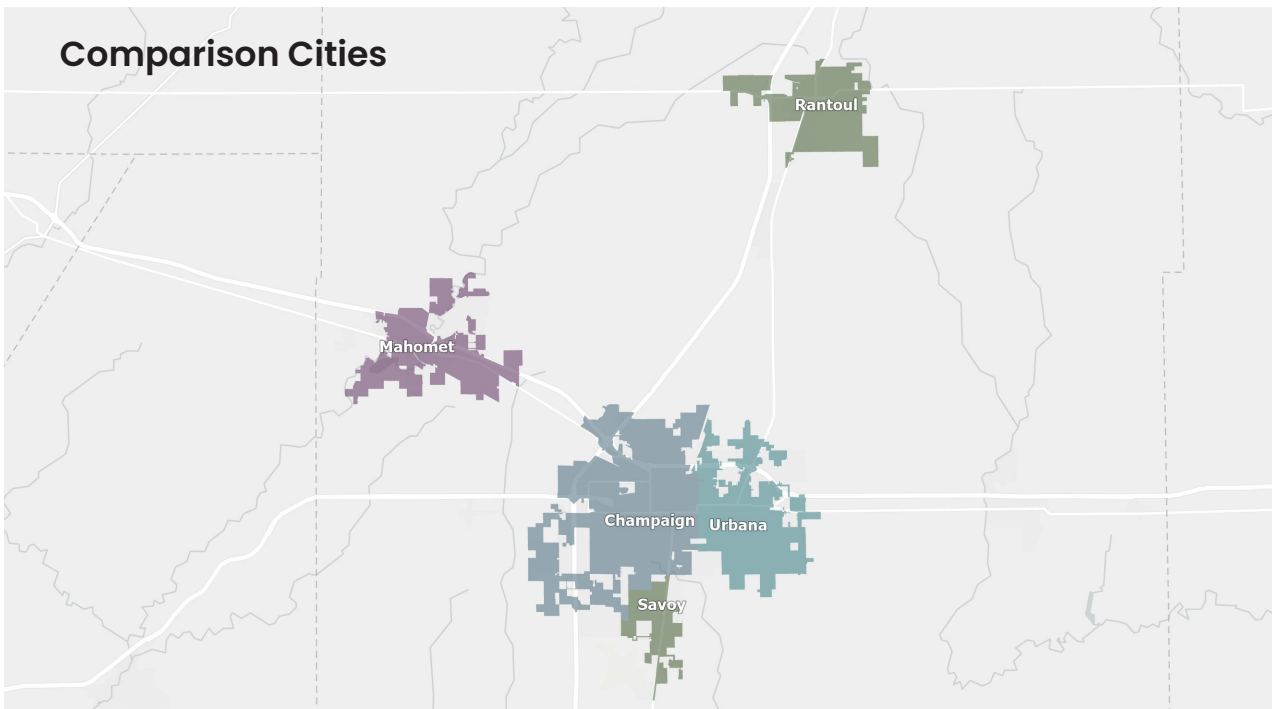 Comparison Cities
Rantoul
Mahomet
Champaign
Urbana
Savoy